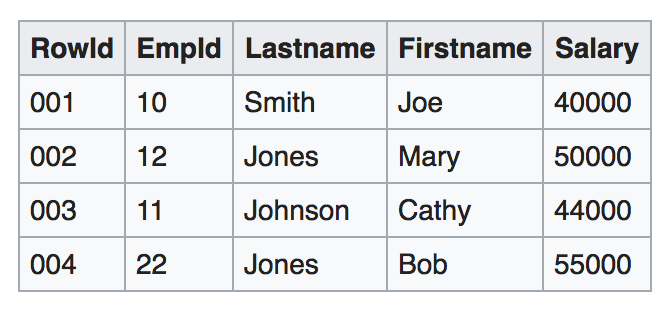 RowId EmpId Lastname Firstname Salary
001 10 Smith Joe 40000
002 12 Jones Mary 50000
003 11 Johnson Cathy 44000
004 22 Jones Bob 55000